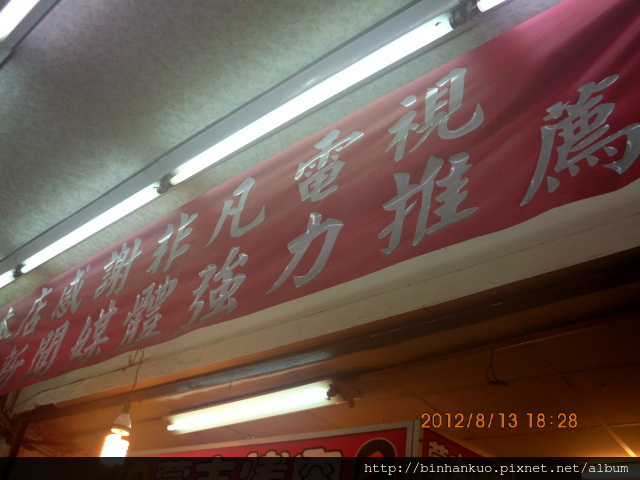 本店感謝非凡電視
新聞媒體強力推薦
2012/8/13 18:28
http://binhankuo.pixnet.net/album